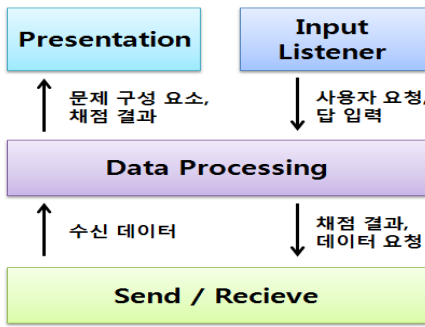 Presentation
Input
Listener
문제 구성 요소,
채점 결과
사용자 요청,
답 입력
Data Processing
수신 데이터
채점 결과,
데이터 요청
Send / Recieve